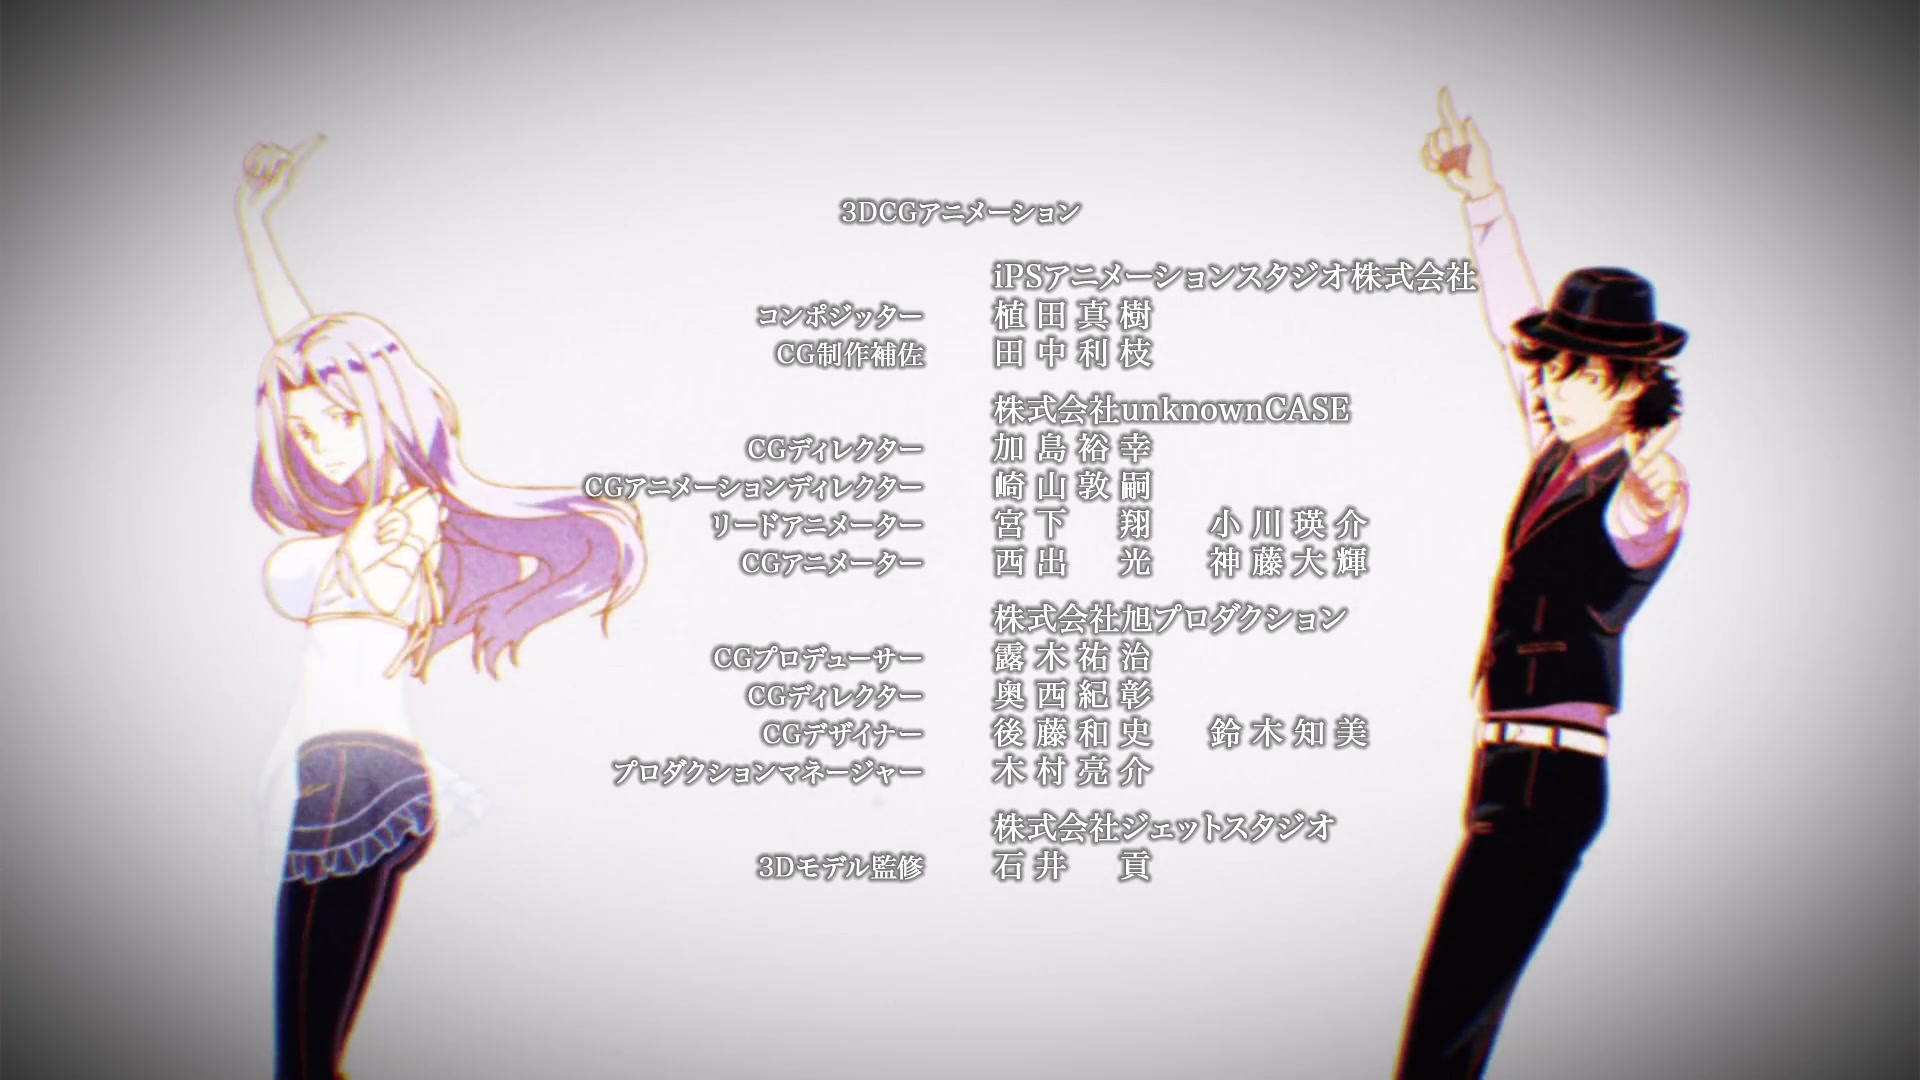 3DCGアニメーション
iPSアニメーションスタジオ株式会社
コンポジッター 植田真樹
CG制作補佐 田中利枝
株式会社unknownCASE
CGディレクター 加島裕幸
CGアニメーションディレクター 崎山敦嗣
リードアニメーター 宮下 翔 小川瑛介
CGアニメーター 西出 光 神藤大輝
株式会社旭プロダクション
CGプロデューサー 露木祐治
CGディレクター 奥西紀彰
CGデザイナー 後藤和史 鈴木知美
プロダクションマネージャー 木村亮介
株式会社ジェットスタジオ
3Dモデル監修 石井 貢